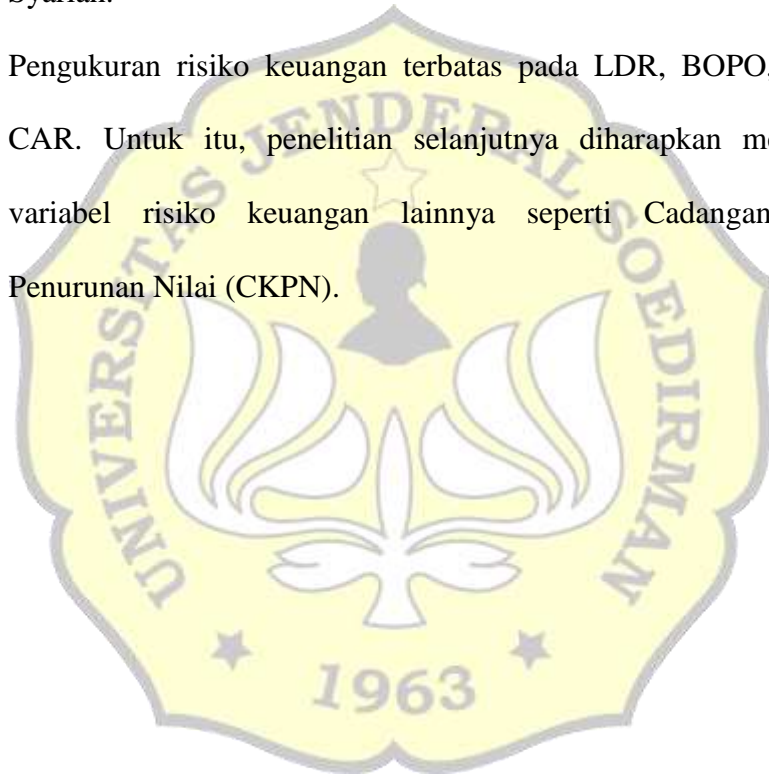 Syariah.
Pengukuran risiko keuangan terbatas pada LDR, BOPO,
CAR. Untuk itu, penelitian selanjutnya diharapkan
variabel risiko keuangan lainnya seperti Cadangan
Penurunan Nilai (CKPN).
UNIVERSITAS JENDERAL SOEDIRMAN
1963